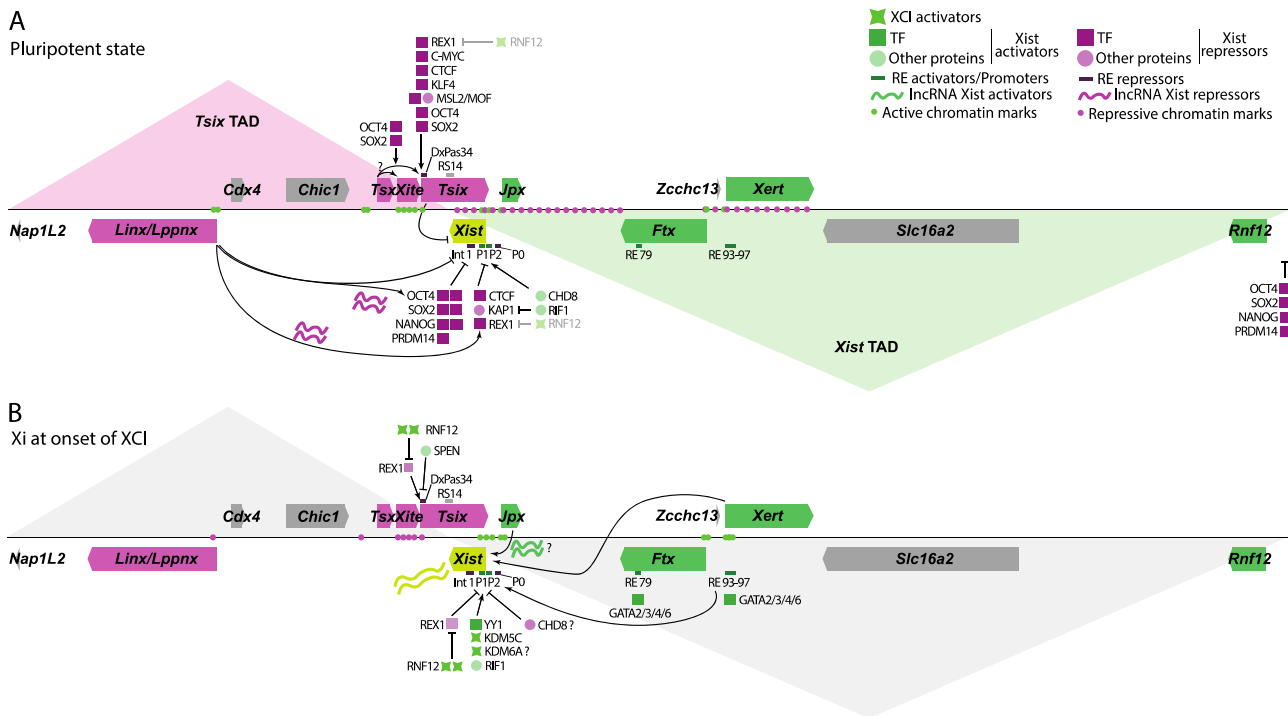 A
Pluripotent state
XCI activators
TF
Other proteins
Xist
activators
TF
Other proteins
Xist
repressors
RE activators/Promoters
RE repressors
lncRNA Xist activators
lncRNA Xist repressors
Active chromatin marks
Repressive chromatin marks
REX1
RNF12
C-MYC
CTCF
KLF4
MSL2/MOF
OCT4
SOX2
OCT4
SOX2
DxPas34
RS14
?
Tsix TAD
Cdx4
Chic1
Tsx
Xite
Tsix
Jpx
Zcchc13
Xert
Nap1L2
Linx/Lppnx
Xist
Ftx
Slc16a2
Rnf12
Int 1
P1
P2
P0
RE 79
RE 93-97
OCT4
SOX2
NANOG
PRDM14
CTCF
KAP1
REX1
CHD8
RIF1
RNF12
Xist TAD
OCT4
SOX2
NANOG
PRDM14
B
Xi at onset of XCI
RNF12
SPEN
REX1
DxPas34
RS14
Cdx4
Chic1
Tsx
Xite
Tsix
Jpx
Zcchc13
Xert
?
Nap1L2
Linx/Lppnx
Xist
Ftx
Slc16a2
Rnf12
Int 1
P1
P2
P0
RE 79
RE 93-97
GATA2/3/4/6
GATA2/3/4/6
REX1
RNF12
YY1
KDM5C
KDM6A ?
RIF1
CHD8 ?